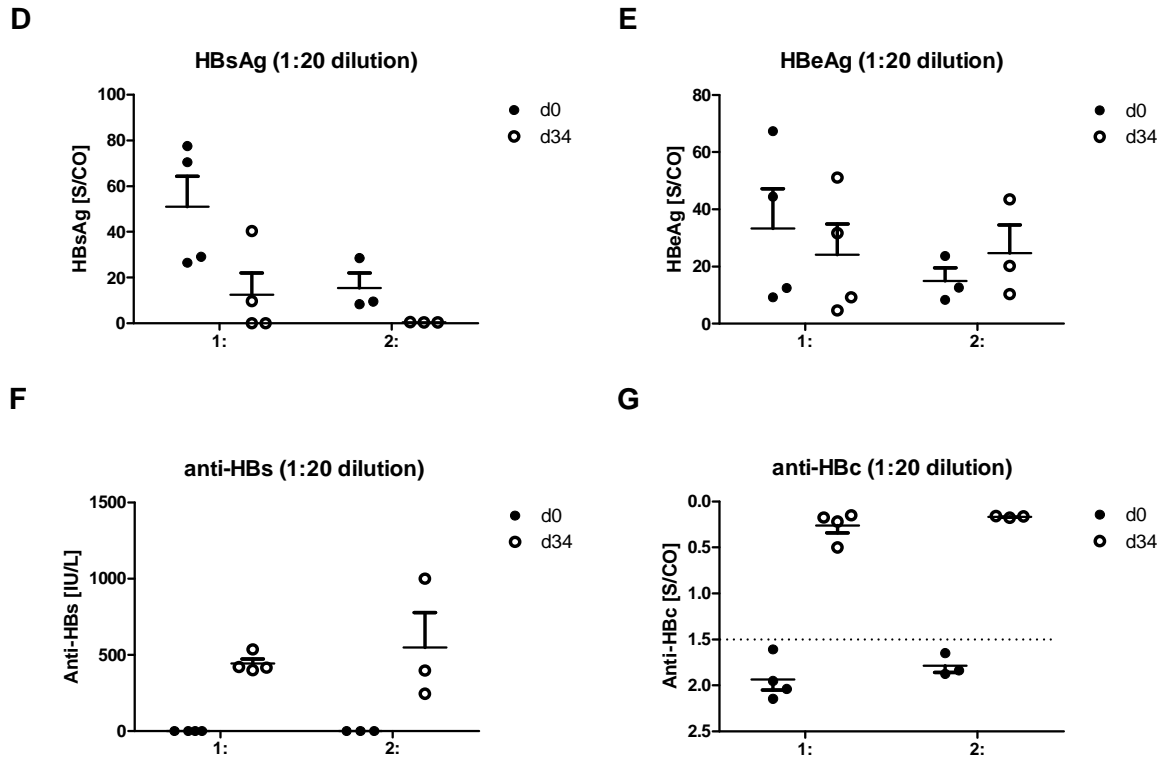 D
HBsAg (1:20 dilution)
HBsAg [S/CO]
100
80
60
40
20
0
1:
2:
d0
d34
E
HBeAg (1:20 dilution)
HBeAg [S/CO]
80
60
40
20
0
1:
2:
d0
d34
F
anti-HBs (1:20 dilution)
Anti-HBs [IU/L]
1500
1000
500
0
1:
2:
d0
d34
G
anti-HBc (1:20 dilution)
Anti-HBc [S/CO]
0.0
0.5
1.0
1.5
2.0
2.5
1:
2:
d0
d34